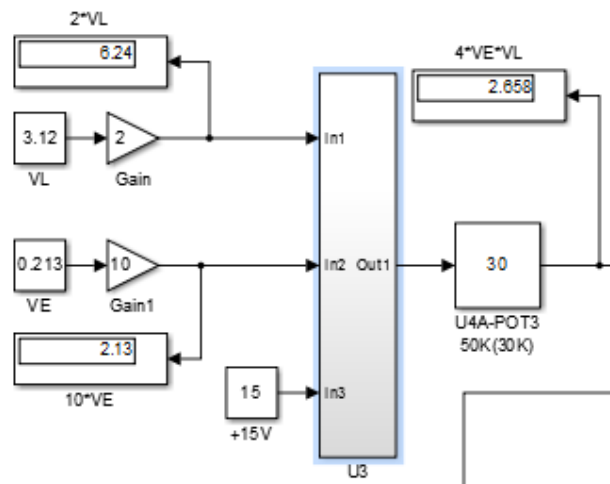 2*VL
6.24
3.12
VL
2
Gain
In1
4*VE*VL
2.658
0.213
VE
10
Gain1
In2
Out1
30
U4A-POT3
50K(30K)
2.13
10*VE
15
+15V
In3
U3